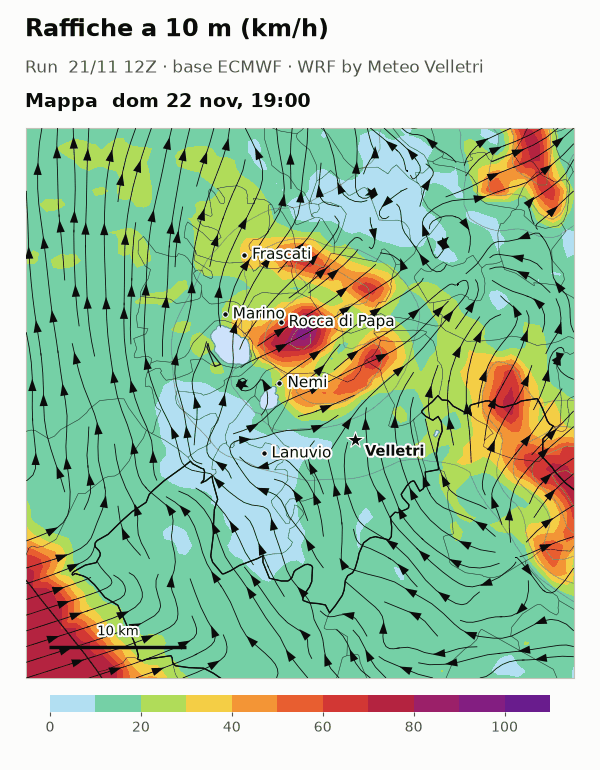 Raffiche a 10 m (km/h)
Run  21/11 12Z · base ECMWF · WRF by Meteo Velletri
Mappa  dom 22 nov, 19:00
Frascati
Marino
Rocca di Papa
Nemi
Velletri
Lanuvio
10 km
0 20 40 60 80 100